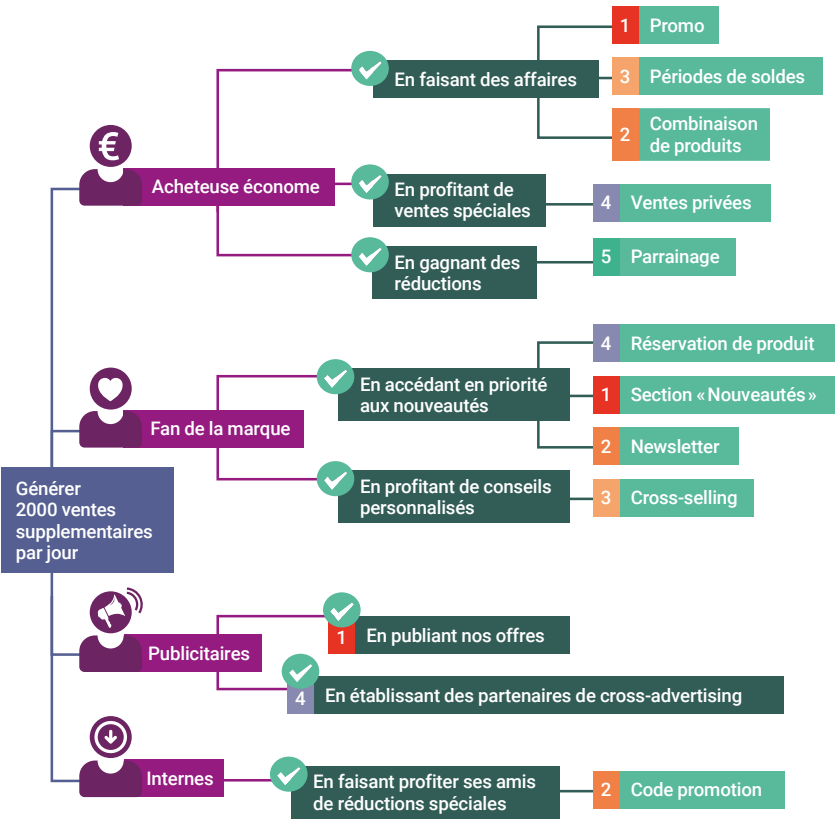 1 Promo
En faisant des affaires
3 Périodes de soldes
2 Combinaison
de produits
€
Acheteuse économe
En profitant de
ventes spéciales
4 Ventes privées
En gagnant des
réductions
5 Parrainage
4 Réservation de produit
En accédant en priorité
aux nouveautés
1 Section « Nouveautés »
2 Newsletter
Fan de la marque
En profitant de conseils
personnalisés
3 Cross-selling
Générer
2000 ventes
supplementaires
par jour
Publicitaires
1 En publiant nos offres
4 En établissant des partenaires de cross-advertising
Internes
En faisant profiter ses amis
de réductions spéciales
2 Code promotion